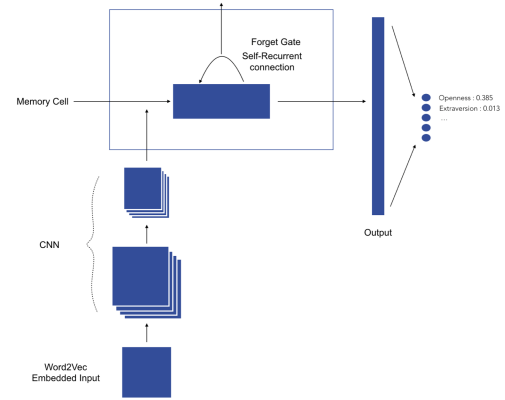 Forget Gate
Self-Recurrent
connection
Memory Cell
Openness : 0.385
Extraversion : 0.013
...
CNN
Output
Word2Vec
Embedded Input